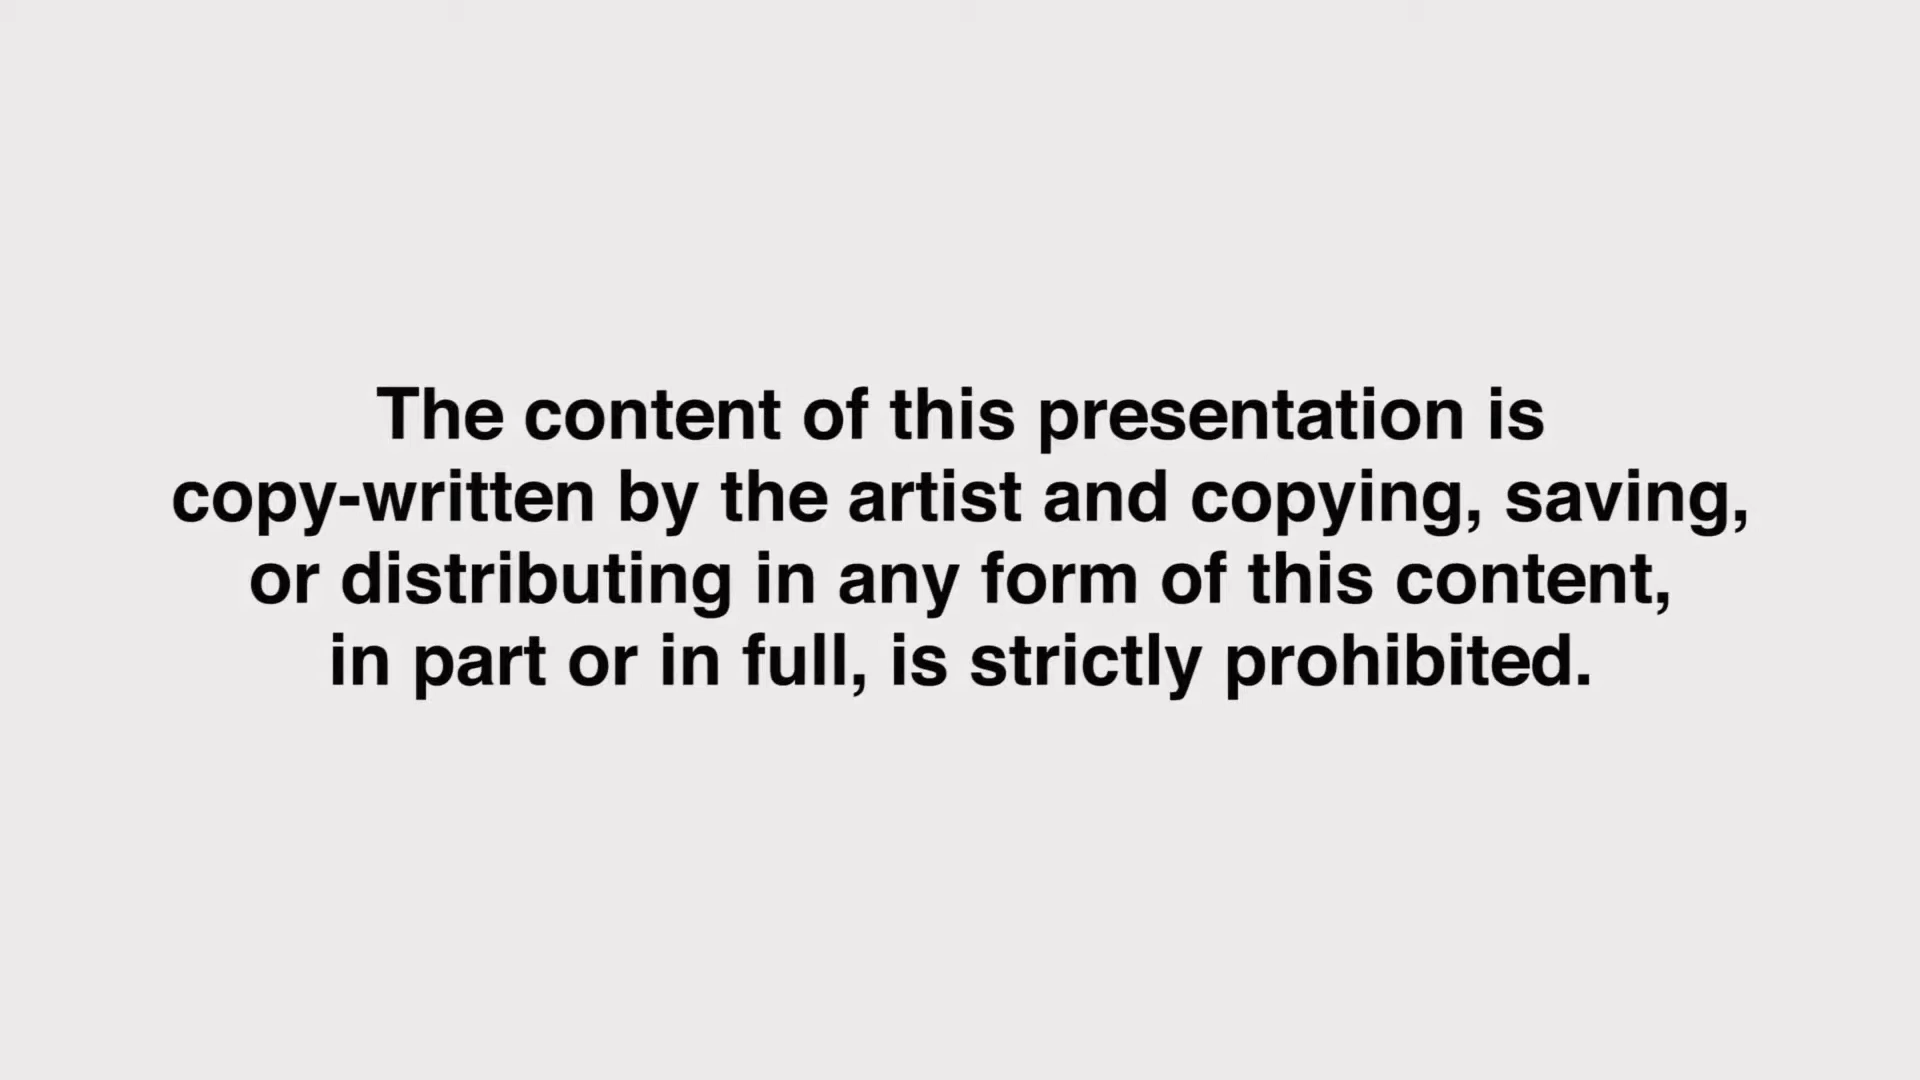 The content of this presentation is
copy-written by the artist and copying, saving,
or distributing in any form of this content,
in part or in full, is strictly prohibited.